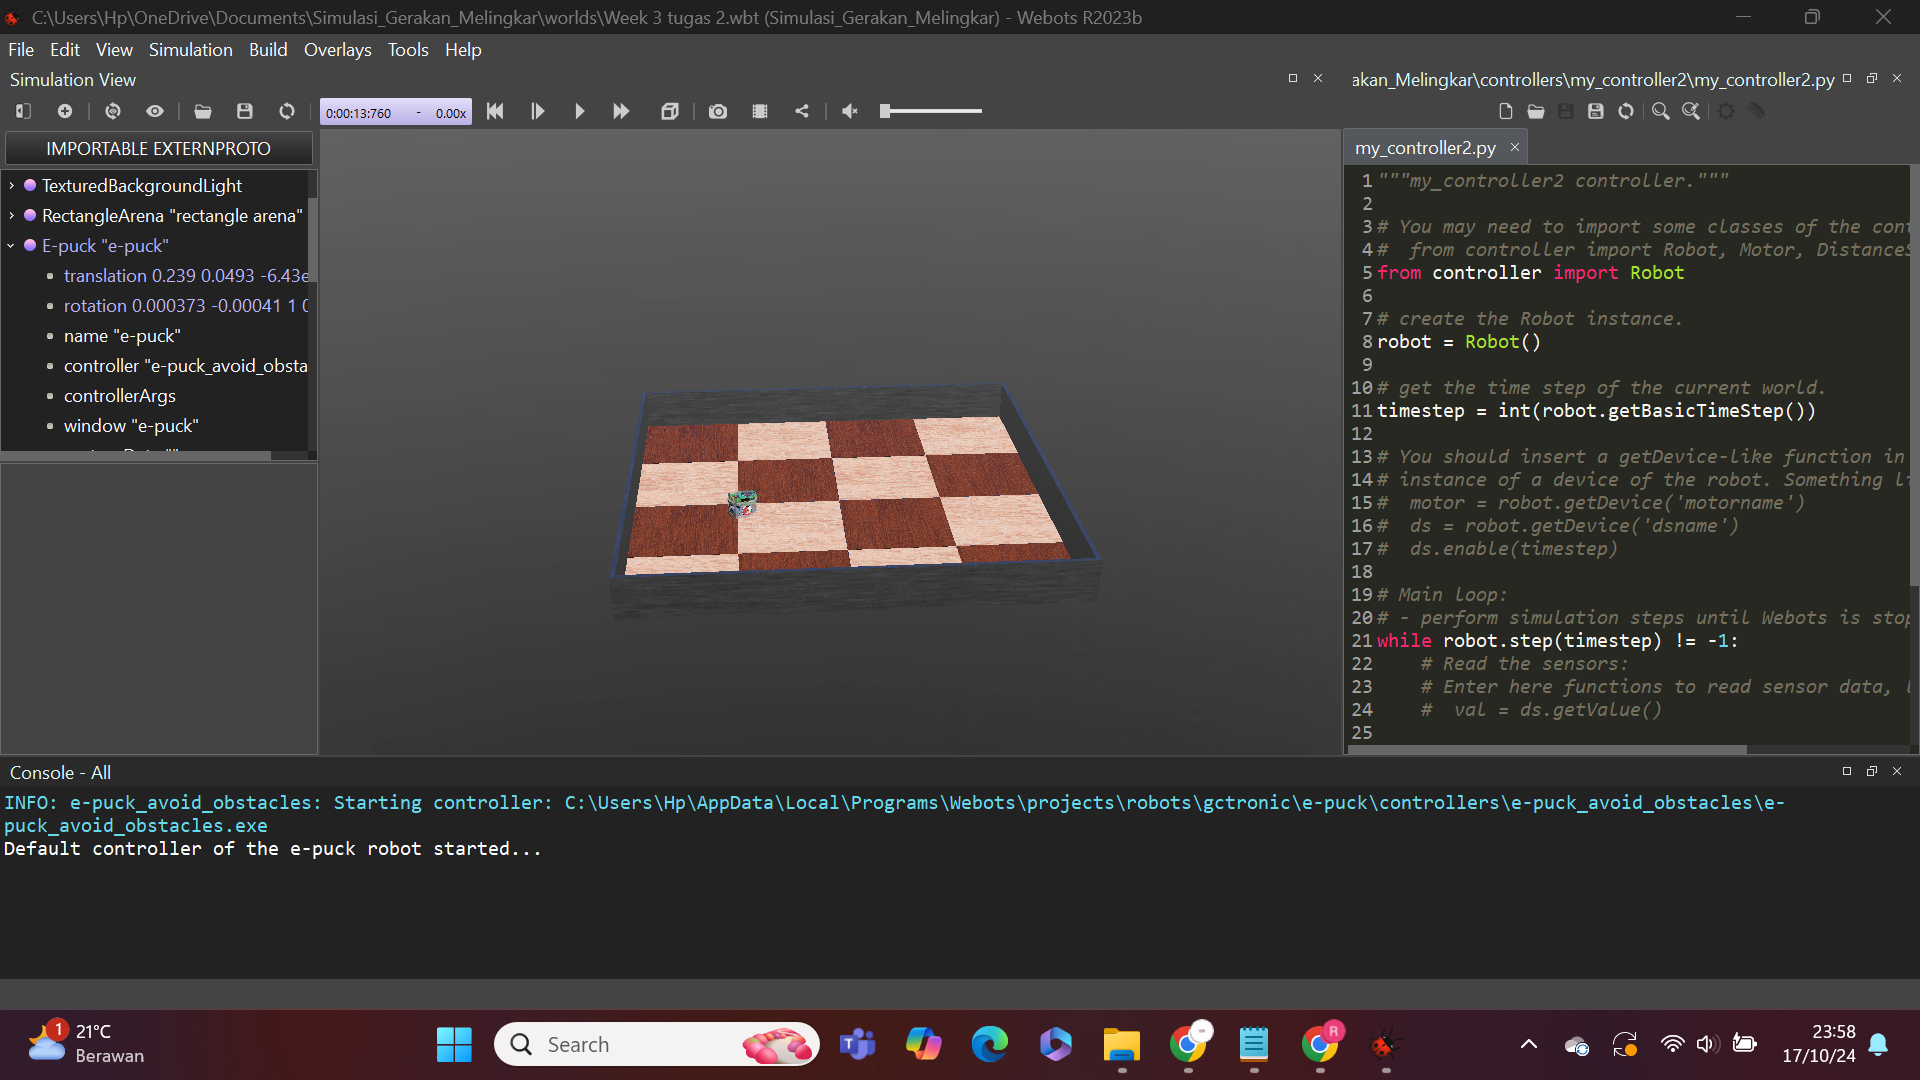 C:\Users\Hp\OneDrive\Documents\Simulasi_Gerakan_Melingkar\worlds\Week 3 tugas 2.wbt (Simulasi_Gerakan_Melingkar) - Webots R2023b
File Edit View Simulation Build Overlays Tools Help
Simulation View
akan_Melingkar\controllers\my_controller2\my_controller2.py
0:00:13:760 - 0.00x
IMPORTABLE EXTERNPROTO
TexturedBackgroundLight
RectangleArena "rectangle arena"
E-puck "e-puck"
translation 0.239 0.0493 -6.43e
rotation 0.000373 -0.00041 1 0
name "e-puck"
controller "e-puck_avoid_obsta
controllerArgs
window "e-puck"
my_controller2.py
1 """my_controller2 controller."""
2
3 # You may need to import some classes of the con
4 #  from controller import Robot, Motor, Distance
5 from controller import Robot
6
7 # create the Robot instance.
8 robot = Robot()
9
10 # get the time step of the current world.
11 timestep = int(robot.getBasicTimeStep())
12
13 # You should insert a getDevice-like function in
14 # instance of a device of the robot. Something li
15 #  motor = robot.getDevice('motorname')
16 #  ds = robot.getDevice('dsname')
17 #  ds.enable(timestep)
18
19 # Main loop:
20 # - perform simulation steps until Webots is stop
21 while robot.step(timestep) != -1:
22     # Read the sensors:
23     # Enter here functions to read sensor data, l
24     #  val = ds.getValue()
25
Console - All
INFO: e-puck_avoid_obstacles: Starting controller: C:\Users\Hp\AppData\Local\Programs\Webots\projects\robots\gctronic\e-puck\controllers\e-puck_avoid_obstacles\e-
puck_avoid_obstacles.exe
Default controller of the e-puck robot started...
1
21°C
Berawan
Search
R
23:58
17/10/24